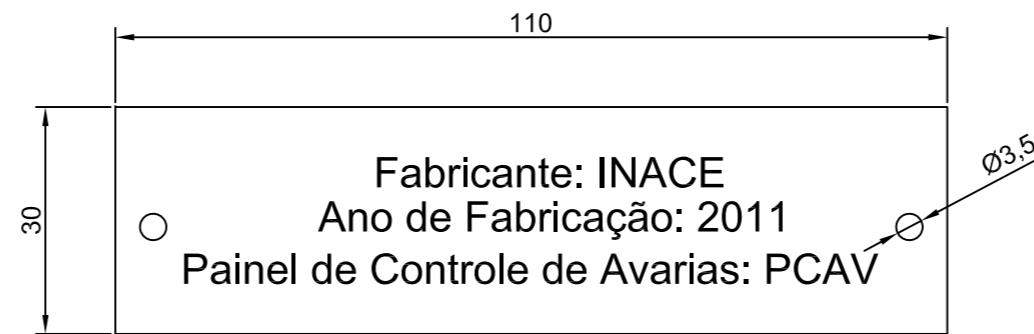 110
30
Fabricante: INACE
Ano de Fabricação: 2011
Painel de Controle de Avarias: PCAV
Ø3,5